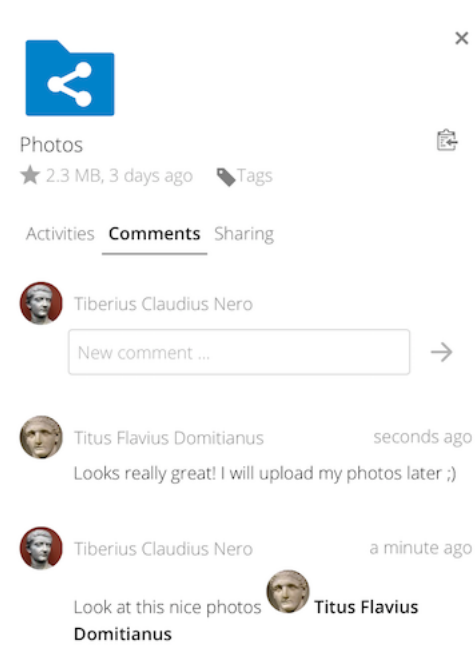 Photos
2.3 MB, 3 days ago Tags
Activities Comments Sharing
Tiberius Claudius Nero
New comment ...
Titus Flavius Domitianus seconds ago
Looks really great! I will upload my photos later ;)
Tiberius Claudius Nero a minute ago
Look at this nice photos Titus Flavius
Domitianus